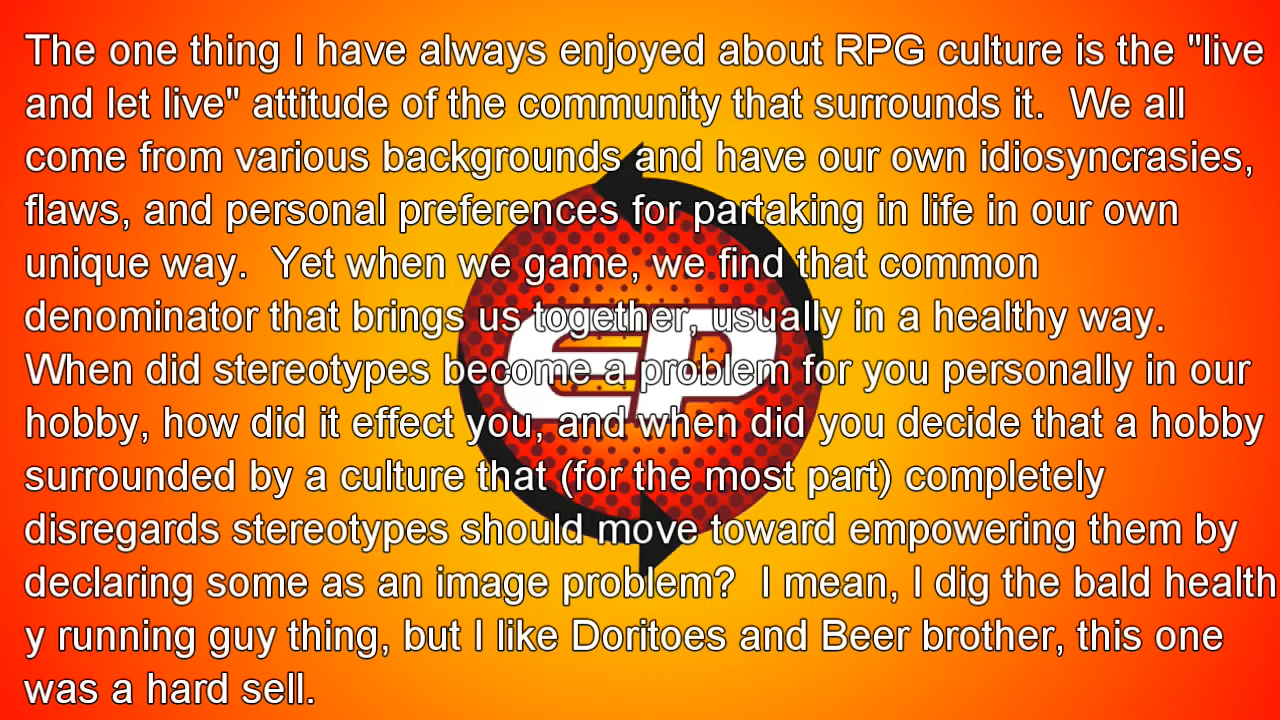 The one thing I have always enjoyed about RPG culture is the "live
and let live" attitude of the community that surrounds it.  We all
come from various backgrounds and have our own idiosyncrasies,
flaws, and personal preferences for partaking in life in our own
unique way.  Yet when we game, we find that common
denominator that brings us together, usually in a healthy way.
When did stereotypes become a problem for you personally in our
hobby, how did it effect you, and when did you decide that a hobby
surrounded by a culture that (for the most part) completely
disregards stereotypes should move toward empowering them by
declaring some as an image problem?  I mean, I dig the bald health
y running guy thing, but I like Doritoes and Beer brother, this one
was a hard sell.
EP